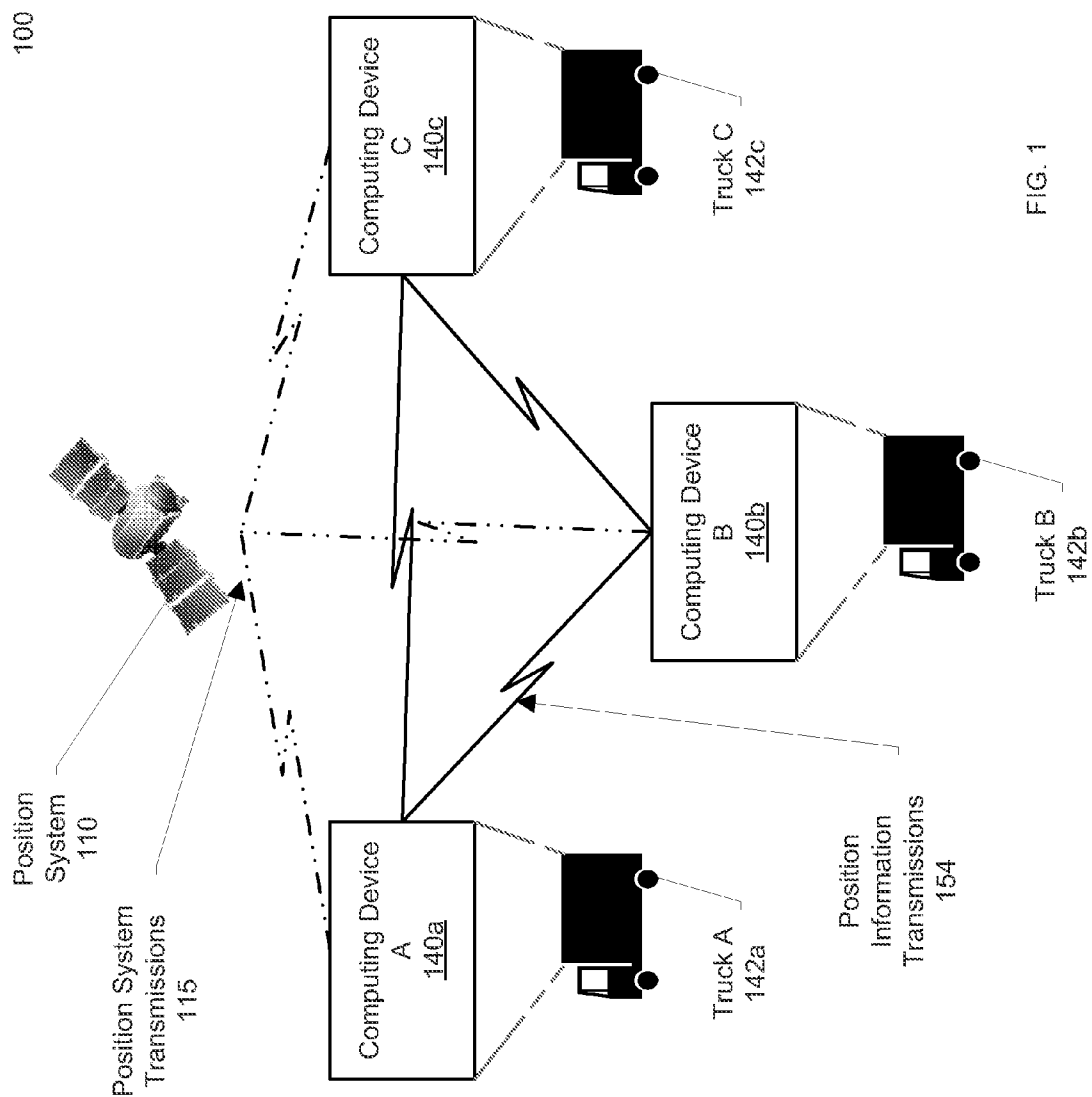 100
Position
System
110
Position System
Transmissions
115
Computing Device
A
140a
Computing Device
C
140c
Truck A
142a
Truck C
142c
Computing Device
B
140b
Position
Information
Transmissions
154
Truck B
142b
FIG. 1